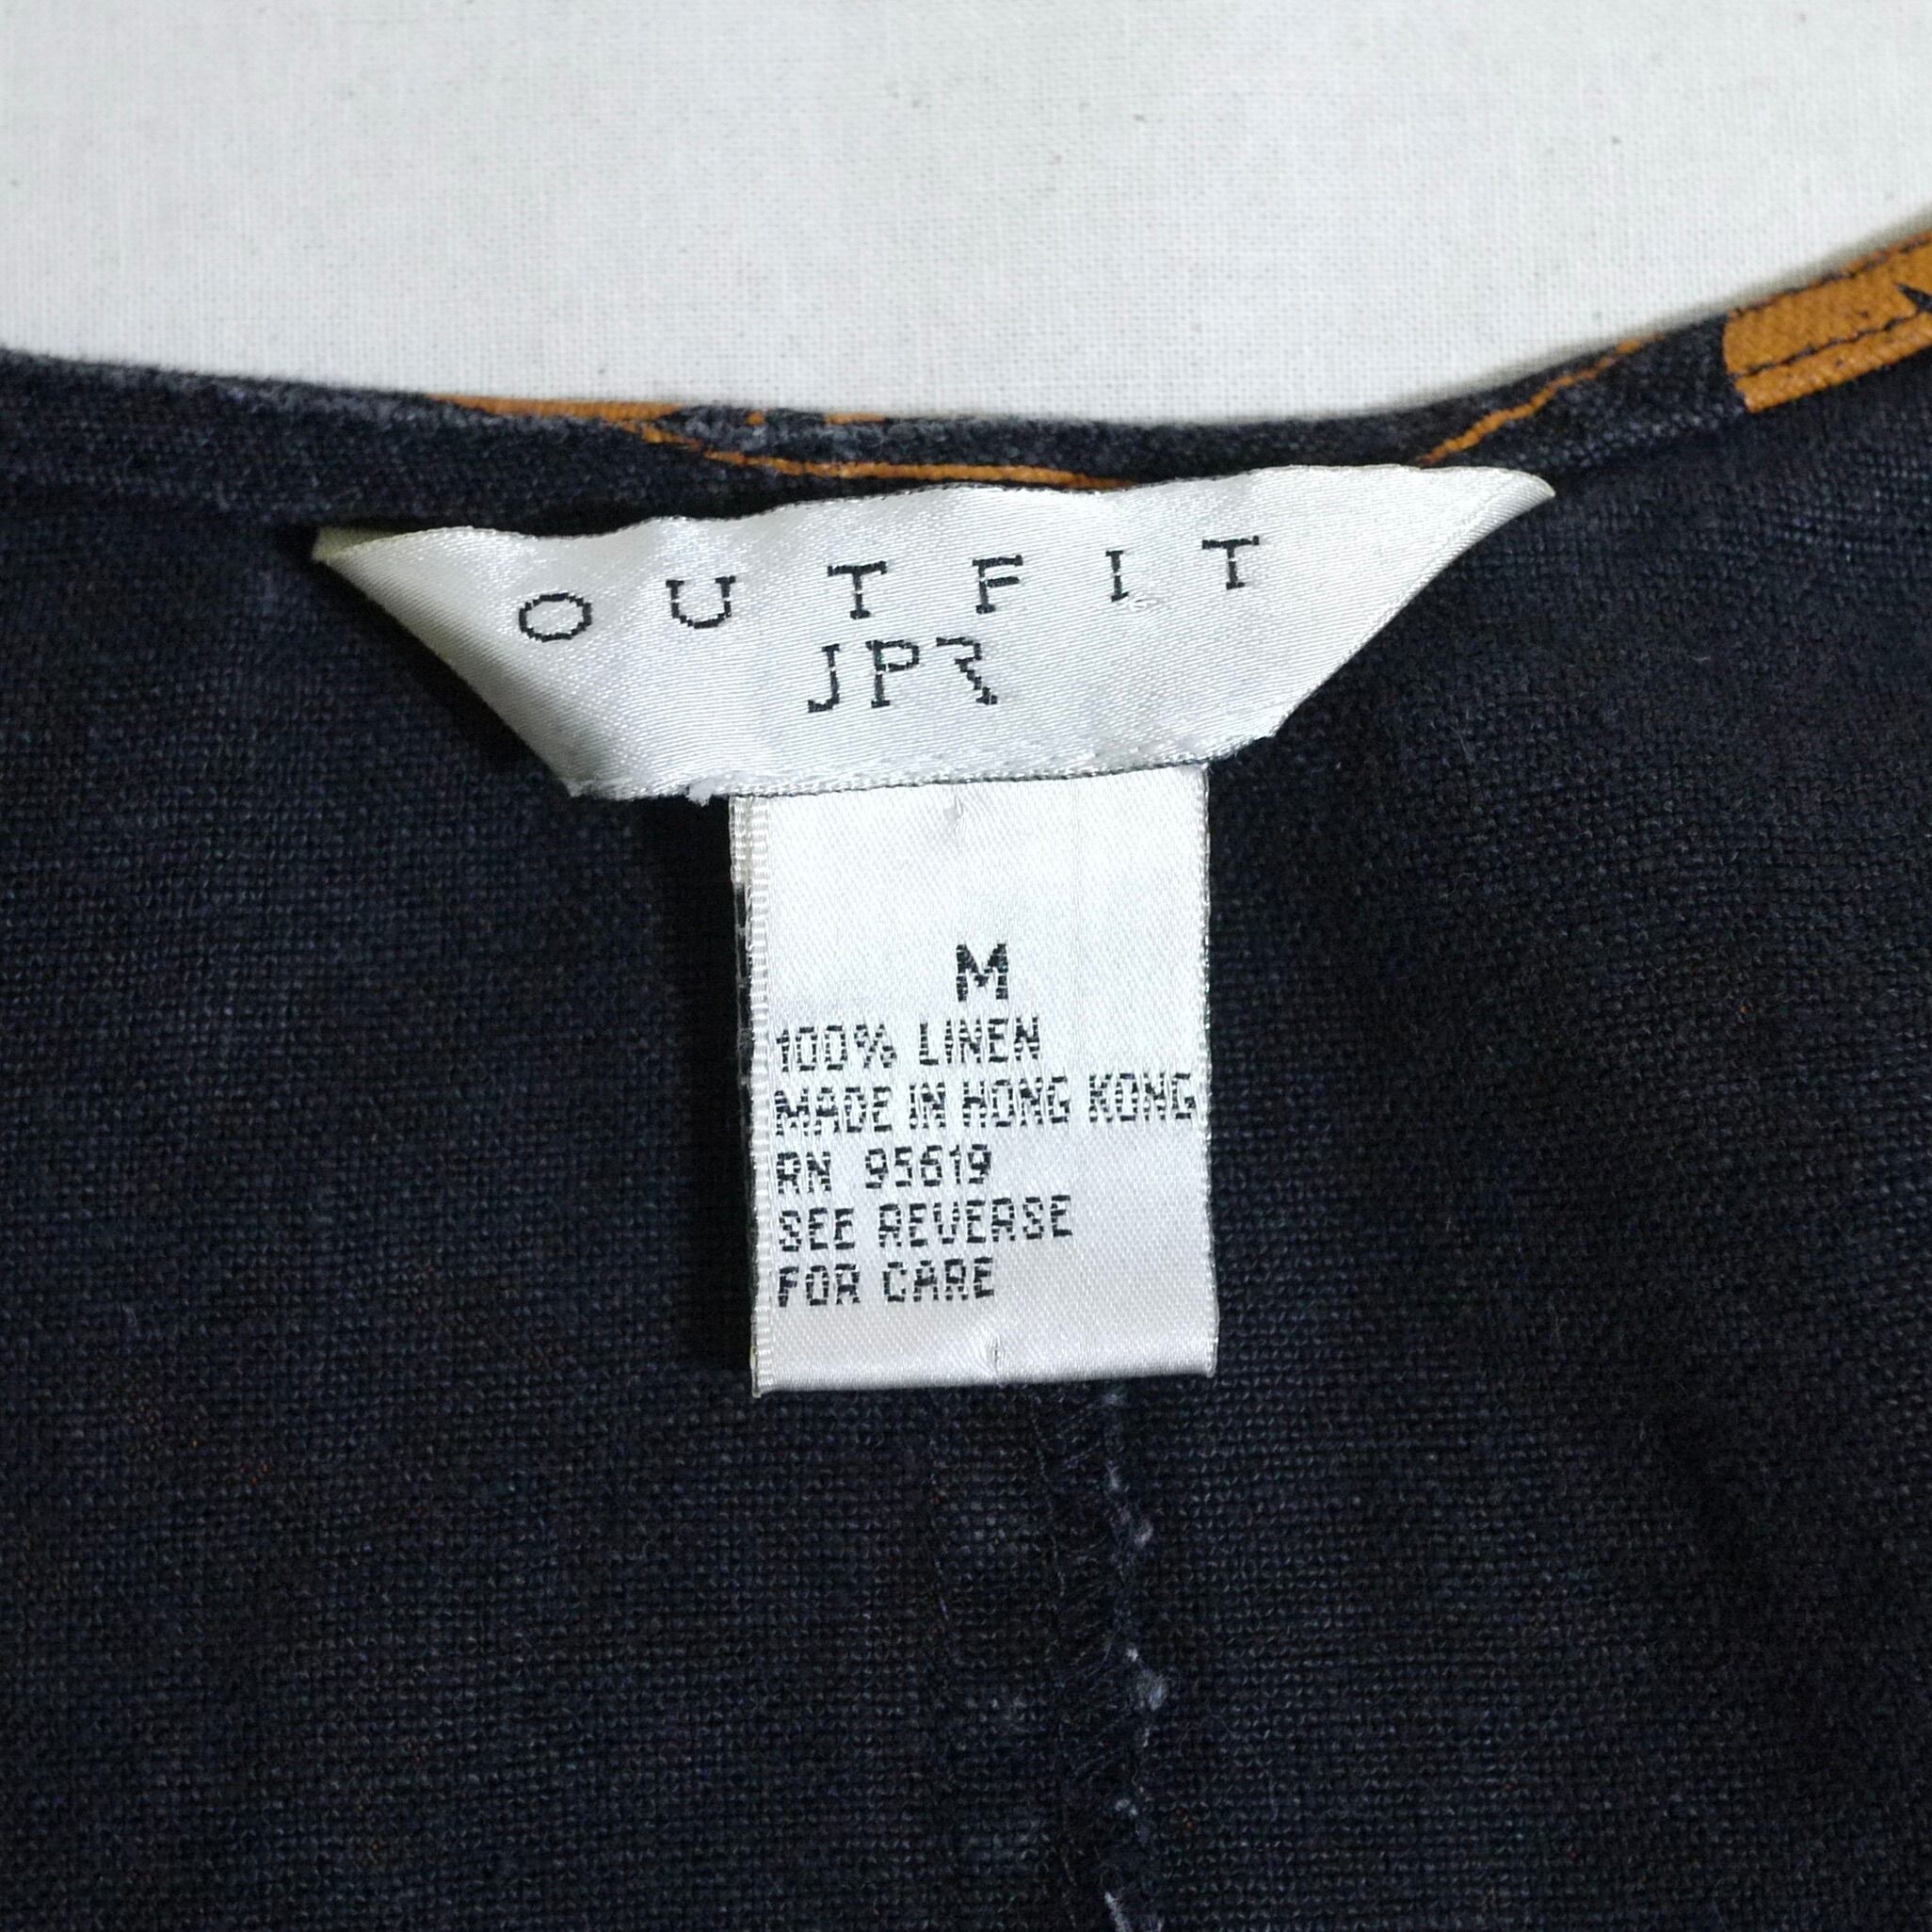 OUTFIT
JPR
M
100% LINEN
MADE IN HONG KONG
RN 95619
SEE REVERSE
FOR CARE